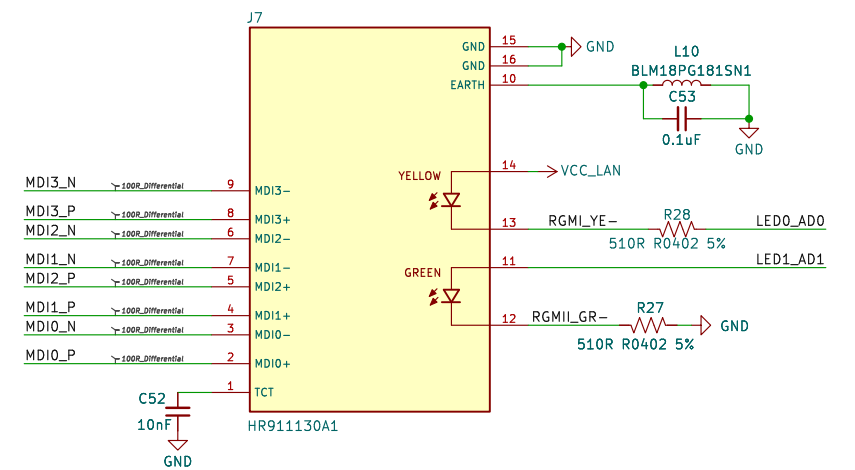 J7
GND 15
GND
GND 16
EARTH 10
L10
BLM18PG181SN1
C53
0.1uF
GND
YELLOW 14
VCC_LAN
13
RGMI_YE-
R28
510R R0402 5%
LED0_AD0
GREEN 11
LED1_AD1
12
RGMII_GR-
R27
510R R0402 5%
GND
MDI3_N 100R_Differential 9 MDI3-
MDI3_P 100R_Differential 8 MDI3+
MDI2_N 100R_Differential 6 MDI2-
MDI1_N 100R_Differential 7 MDI1-
MDI2_P 100R_Differential 5 MDI2+
MDI1_P 100R_Differential 4 MDI1+
MDI0_N 100R_Differential 3 MDI0-
MDI0_P 100R_Differential 2 MDI0+
1 TCT
C52
10nF
GND
HR911130A1